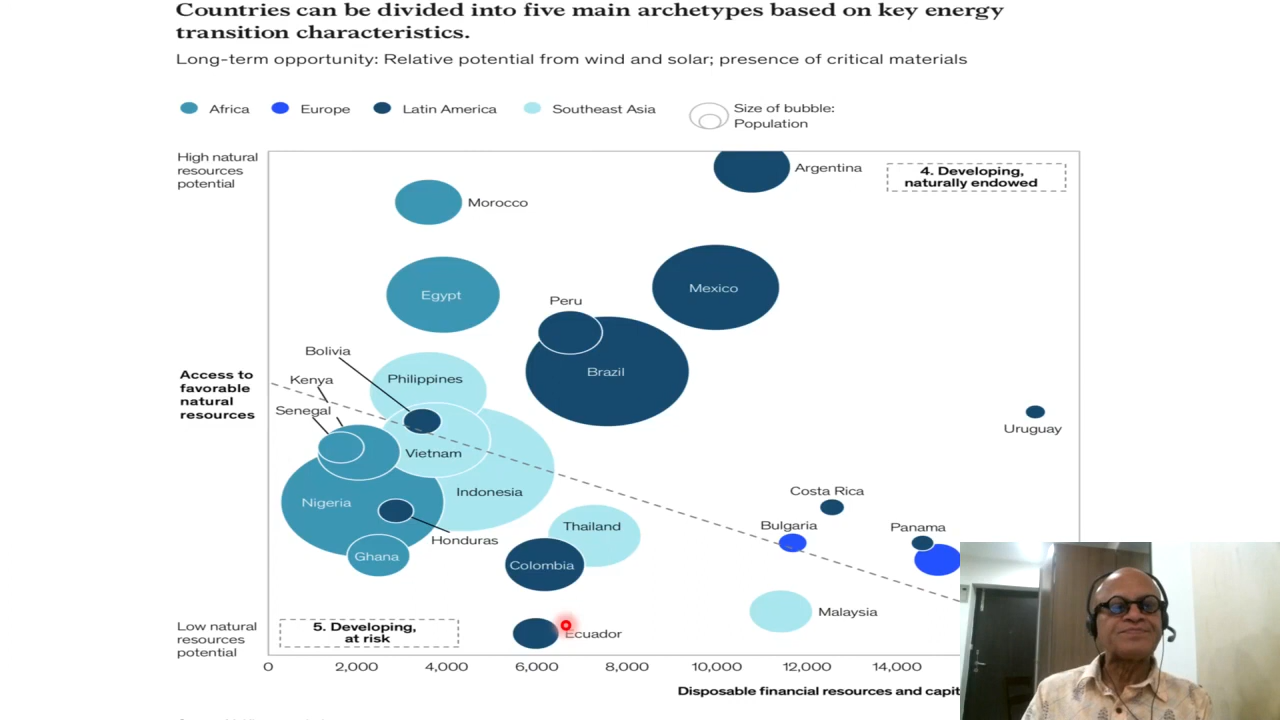 Countries can be divided into five main archetypes based on key energy
transition characteristics.
Long-term opportunity: Relative potential from wind and solar; presence of critical materials
Africa
Europe
Latin America
Southeast Asia
Size of bubble:
Population
High natural
resources
potential
Argentina
4. Developing,
naturally endowed
Morocco
Egypt
Mexico
Peru
Bolivia
Brazil
Philippines
Kenya
Access to
favorable
natural
resources
Senegal
Uruguay
Vietnam
Indonesia
Nigeria
Costa Rica
Thailand
Bulgaria
Panama
Honduras
Ghana
Colombia
Malaysia
Low natural
resources
potential
5. Developing,
at risk
Ecuador
0
2,000
4,000
6,000
8,000
10,000
12,000
14,000
Disposable financial resources and capit